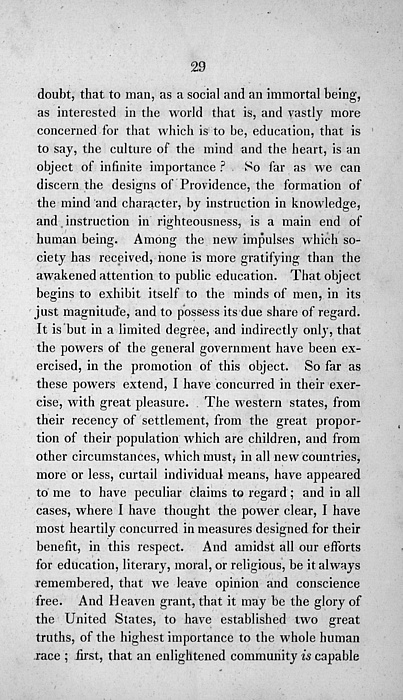 29
doubt, that to man, as a social and an immortal being,
as interested in the world that is, and vastly more
concerned for that which is to be, education, that is
to say, the culture of the mind and the heart, is an
object of infinite importance? So far as we can
discern the designs of Providence, the formation of
the mind and character, by instruction in knowledge,
and instruction in righteousness, is a main end of
human being. Among the new impulses which so-
ciety has received, none is more gratifying than the
awakened attention to public education. That object
begins to exhibit itself to the minds of men, in its
just magnitude, and to possess its due share of regard.
It is but in a limited degree, and indirectly only, that
the powers of the general government have been ex-
ercised, in the promotion of this object. So far as
these powers extend, I have concurred in their exer-
cise, with great pleasure. The western states, from
their recency of settlement, from the great propor-
tion of their population which are children, and from
other circumstances, which must, in all new countries,
more or less, curtail individual means, have appeared
to me to have peculiar claims to regard; and in all
cases, where I have thought the power clear, I have
most heartily concurred in measures designed for their
benefit, in this respect. And amidst all our efforts
for education, literary, moral, or religious, be it always
remembered, that we leave opinion and conscience
free. And Heaven grant, that it may be the glory of
the United States, to have established two great
truths, of the highest importance to the whole human
race; first, that an enlightened community is capable